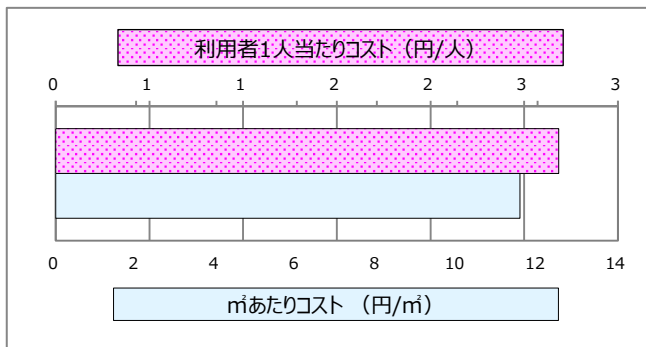 利用者1人当たりコスト（円/人）
0 1 1 2 2 3 3
0 2 4 6 8 10 12 14
㎡あたりコスト （円/㎡）